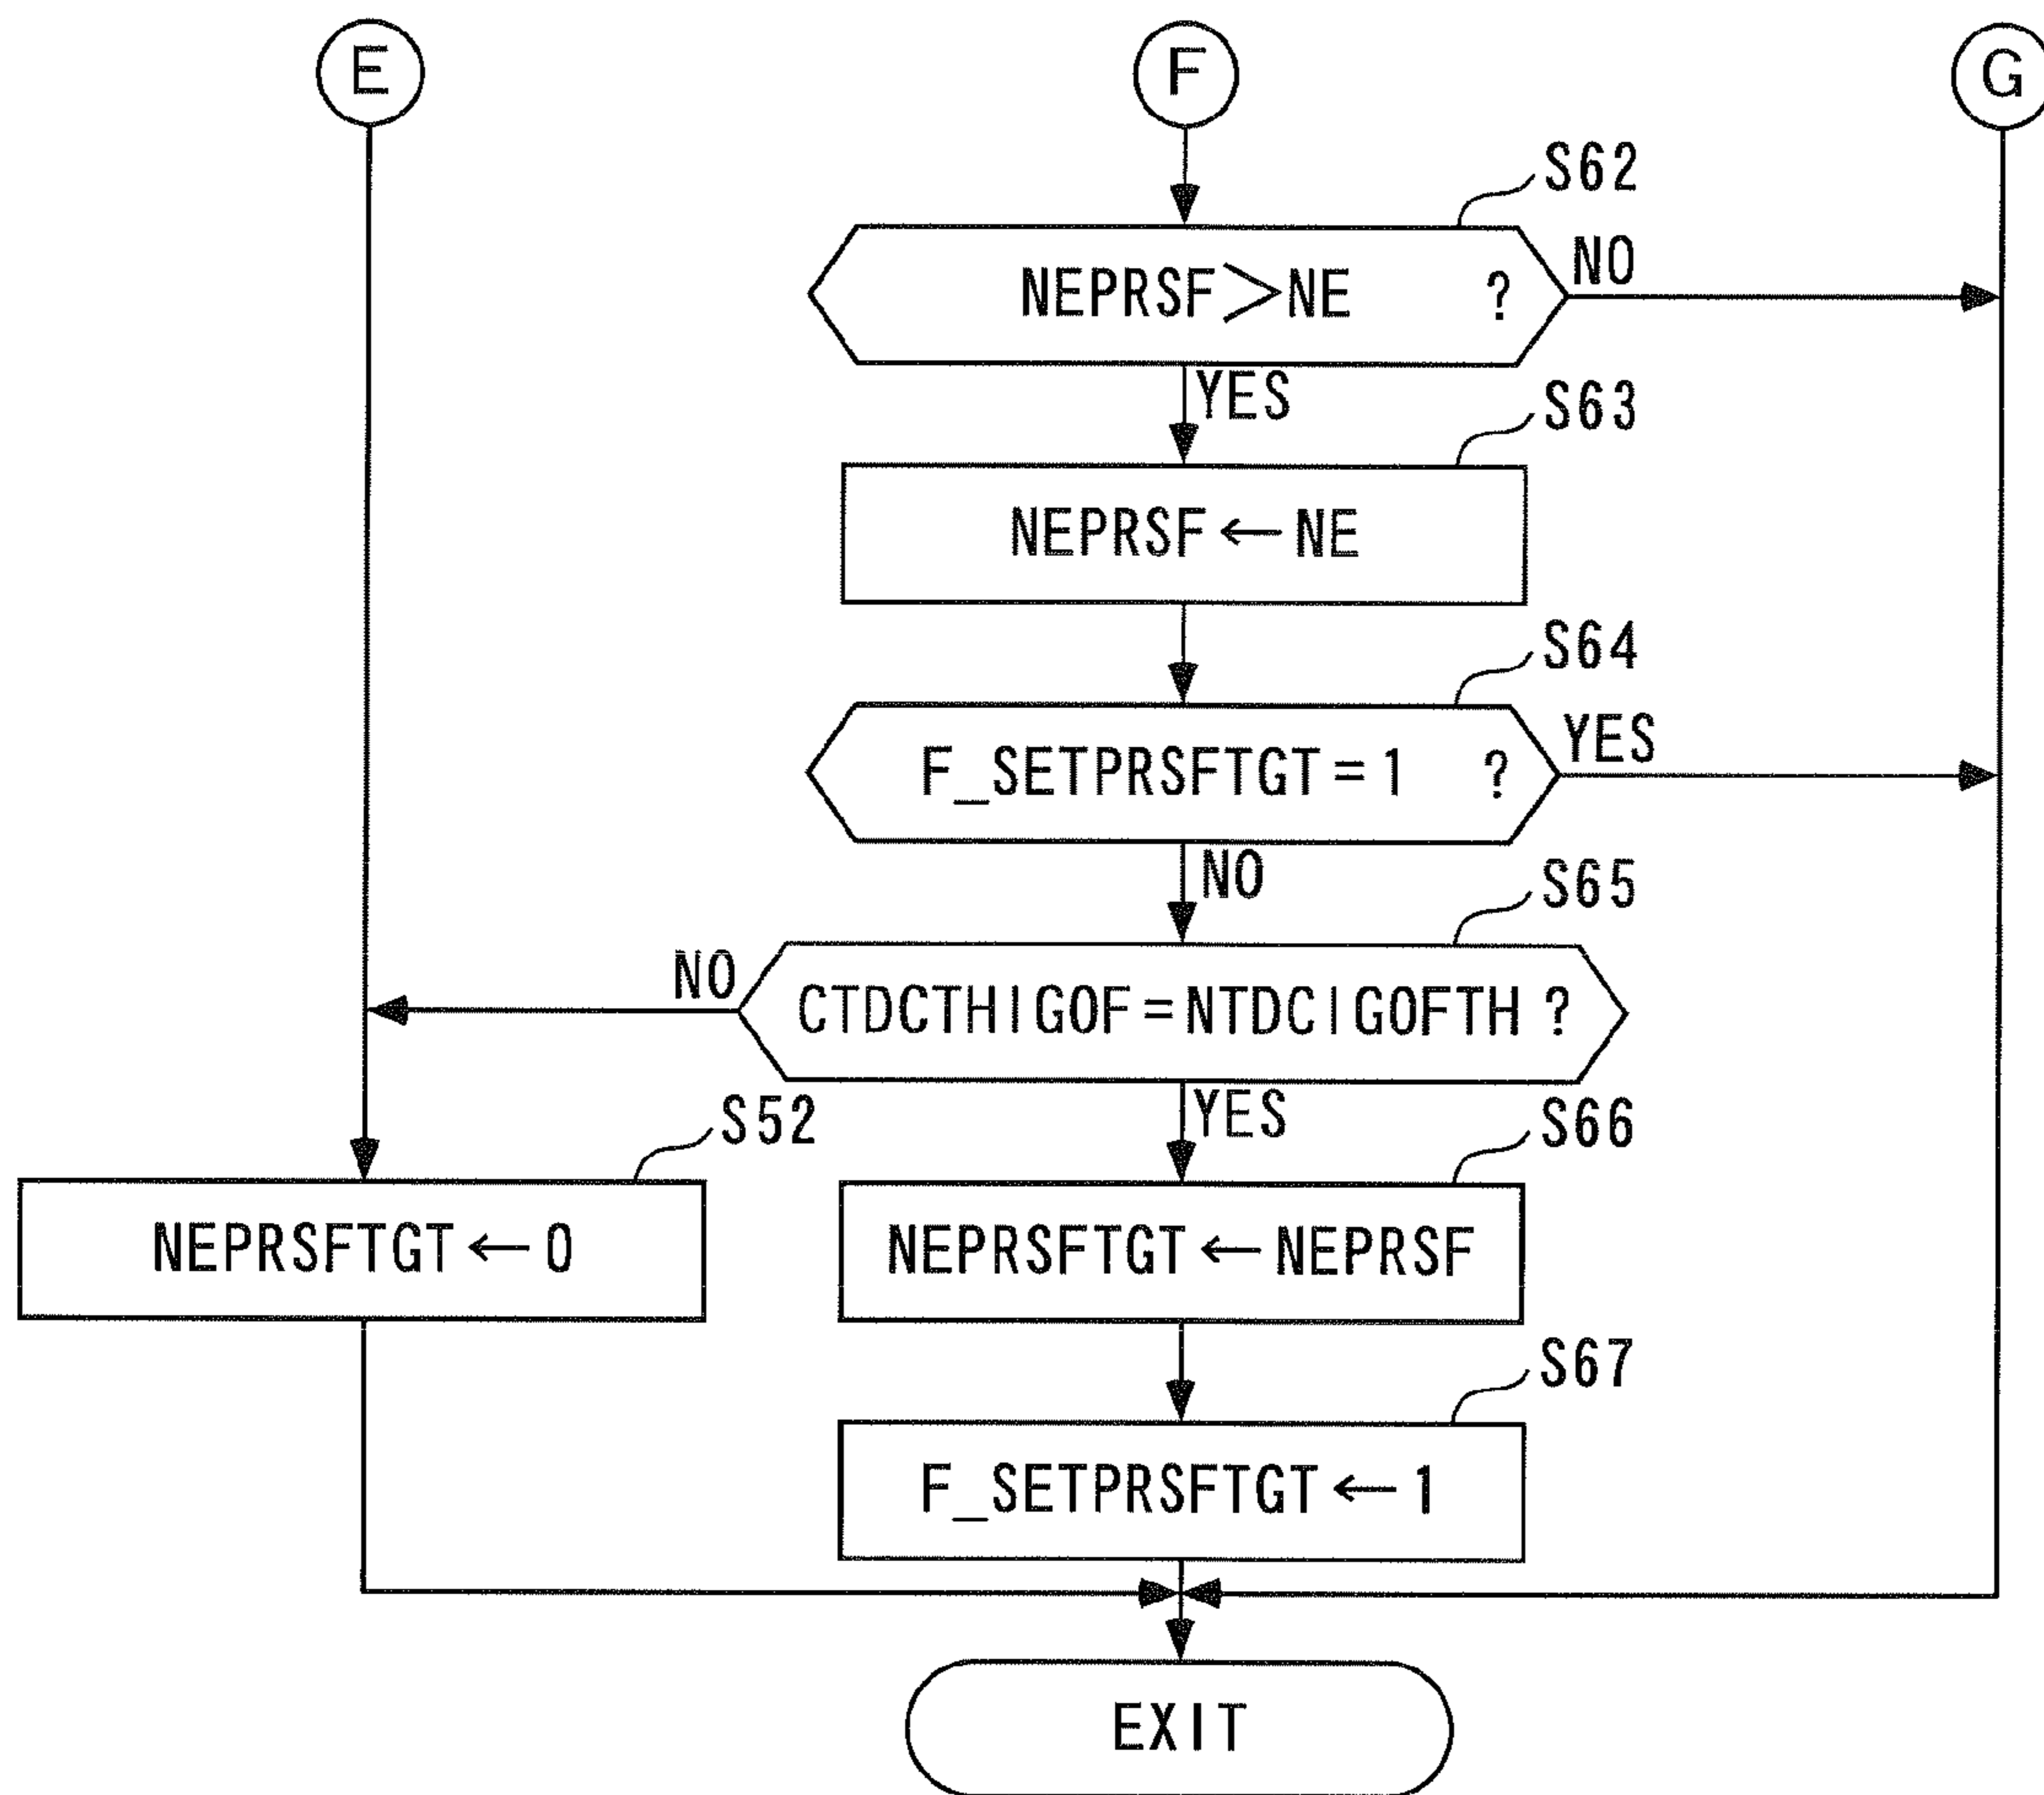 E
F
G
S62
NEPRSF>NE ?
NO
YES
S63
NEPRSF←NE
S64
F_SETPRSFTGT=1 ?
YES
NO
S65
NO
CTDCTHIGOF=NTDCIGOFTH ?
YES
S52
S66
NEPRSFTGT←0
NEPRSFTGT←NEPRSF
S67
F_SETPRSFTGT←1
EXIT